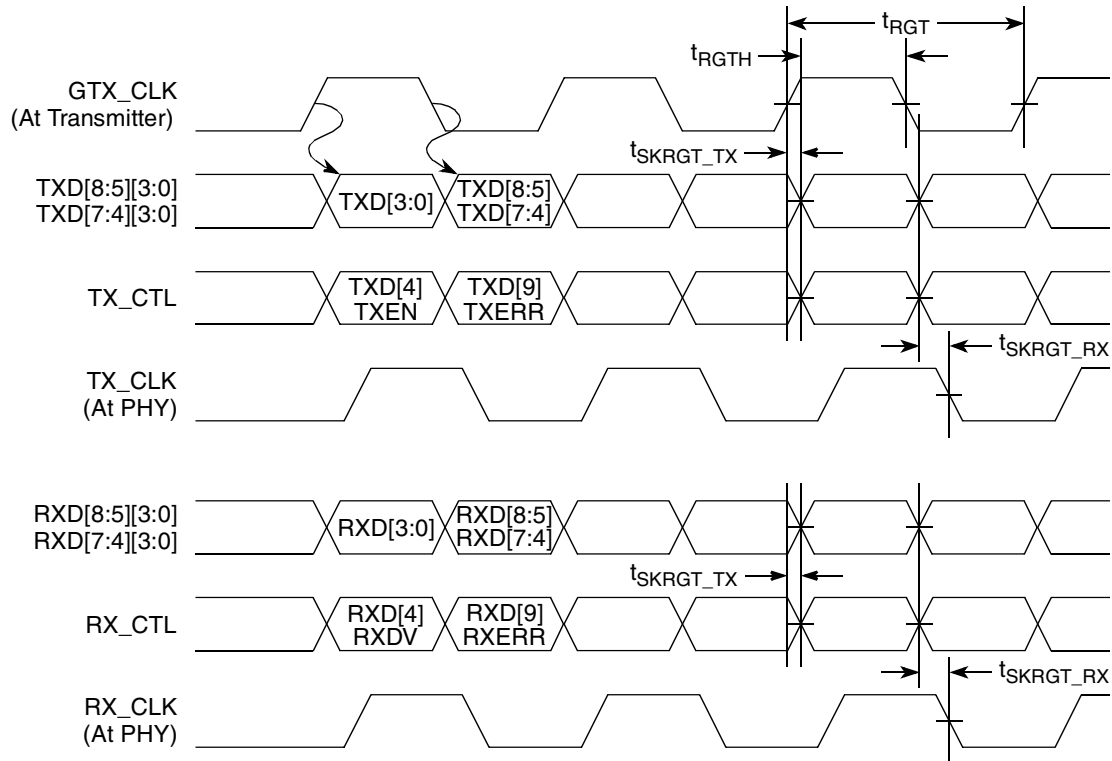 tRGT
tRGTH
GTX_CLK
(At Transmitter)
tSKRGT_TX
TXD[8:5][3:0]
TXD[7:4][3:0]
TXD[3:0]
TXD[8:5]
TXD[7:4]
TX_CTL
TXD[4]
TXEN
TXD[9]
TXERR
tSKRGT_RX
TX_CLK
(At PHY)
RXD[8:5][3:0]
RXD[7:4][3:0]
RXD[3:0]
RXD[8:5]
RXD[7:4]
tSKRGT_TX
RX_CTL
RXD[4]
RXDV
RXD[9]
RXERR
tSKRGT_RX
RX_CLK
(At PHY)